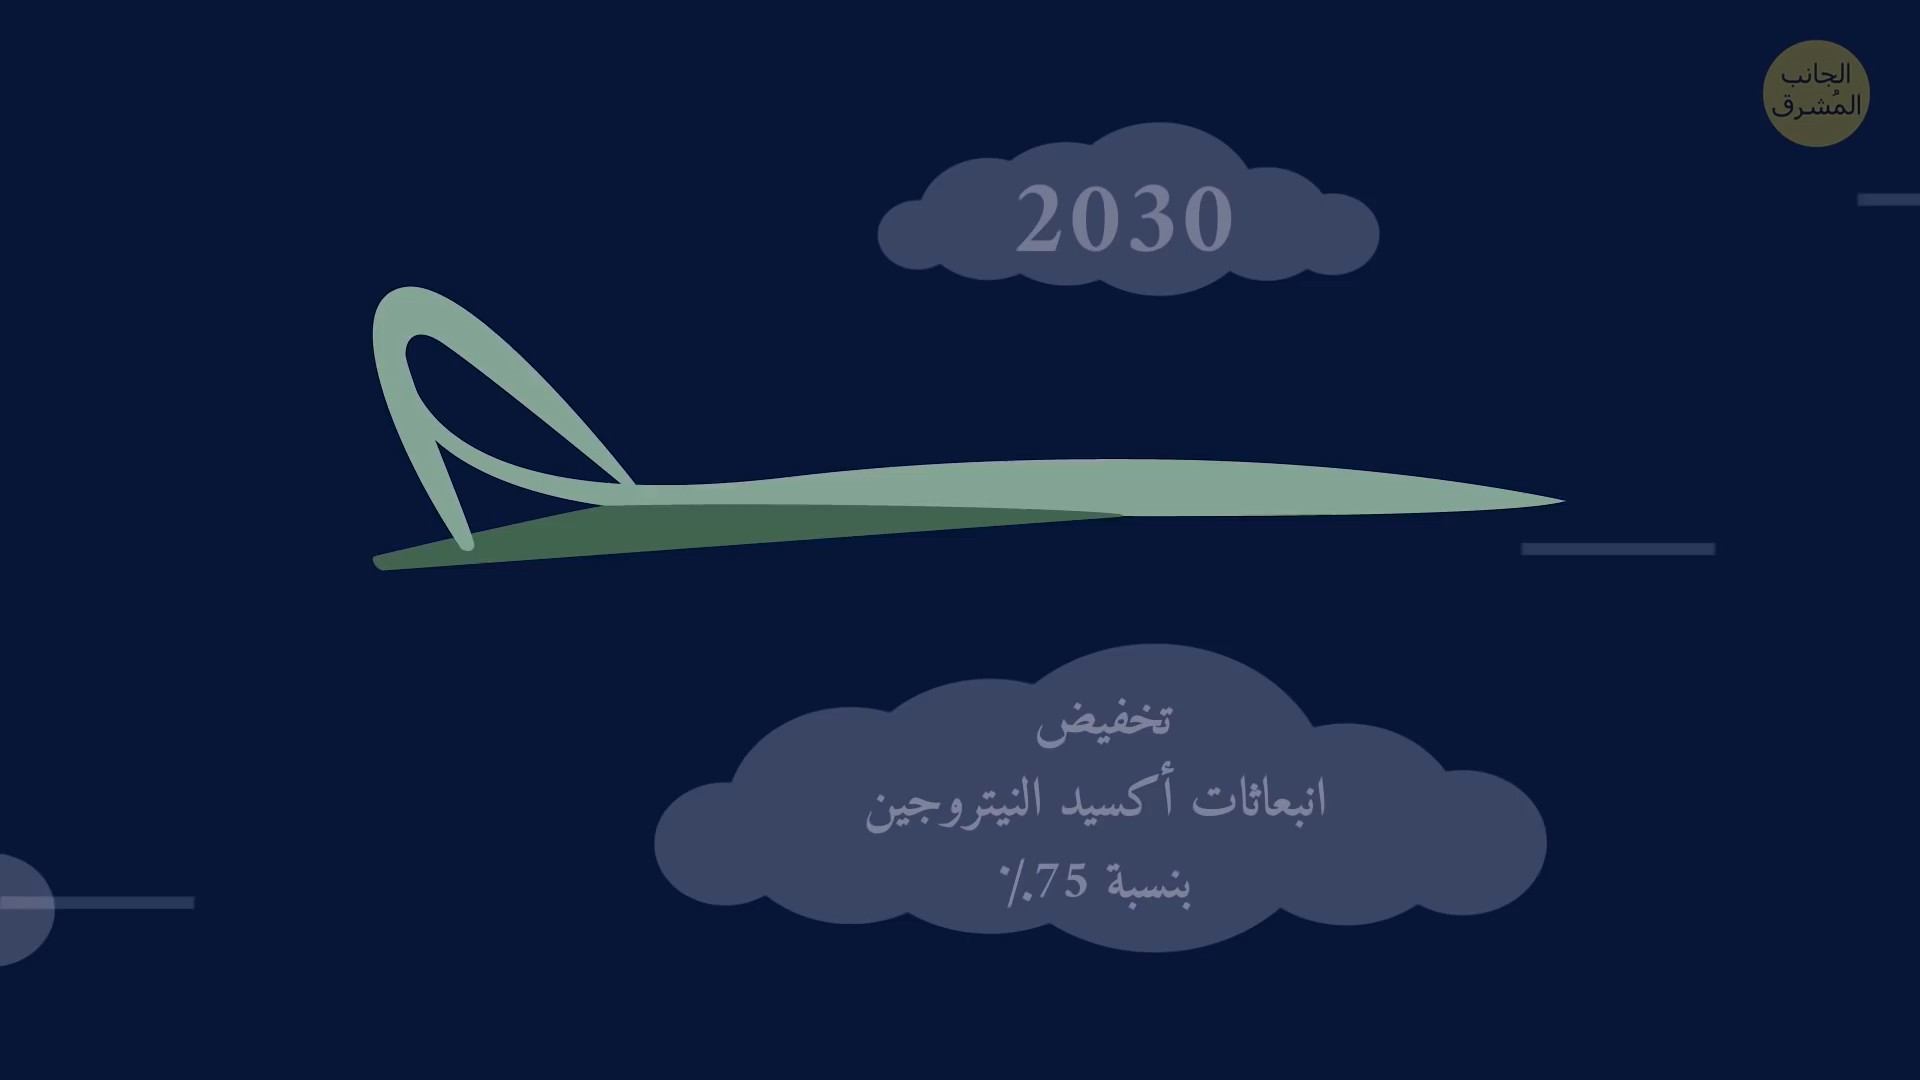 الجانب
المُشرق
2030
تخفيض
انبعاثات أكسيد النيتروجين
بنسبة 75٪